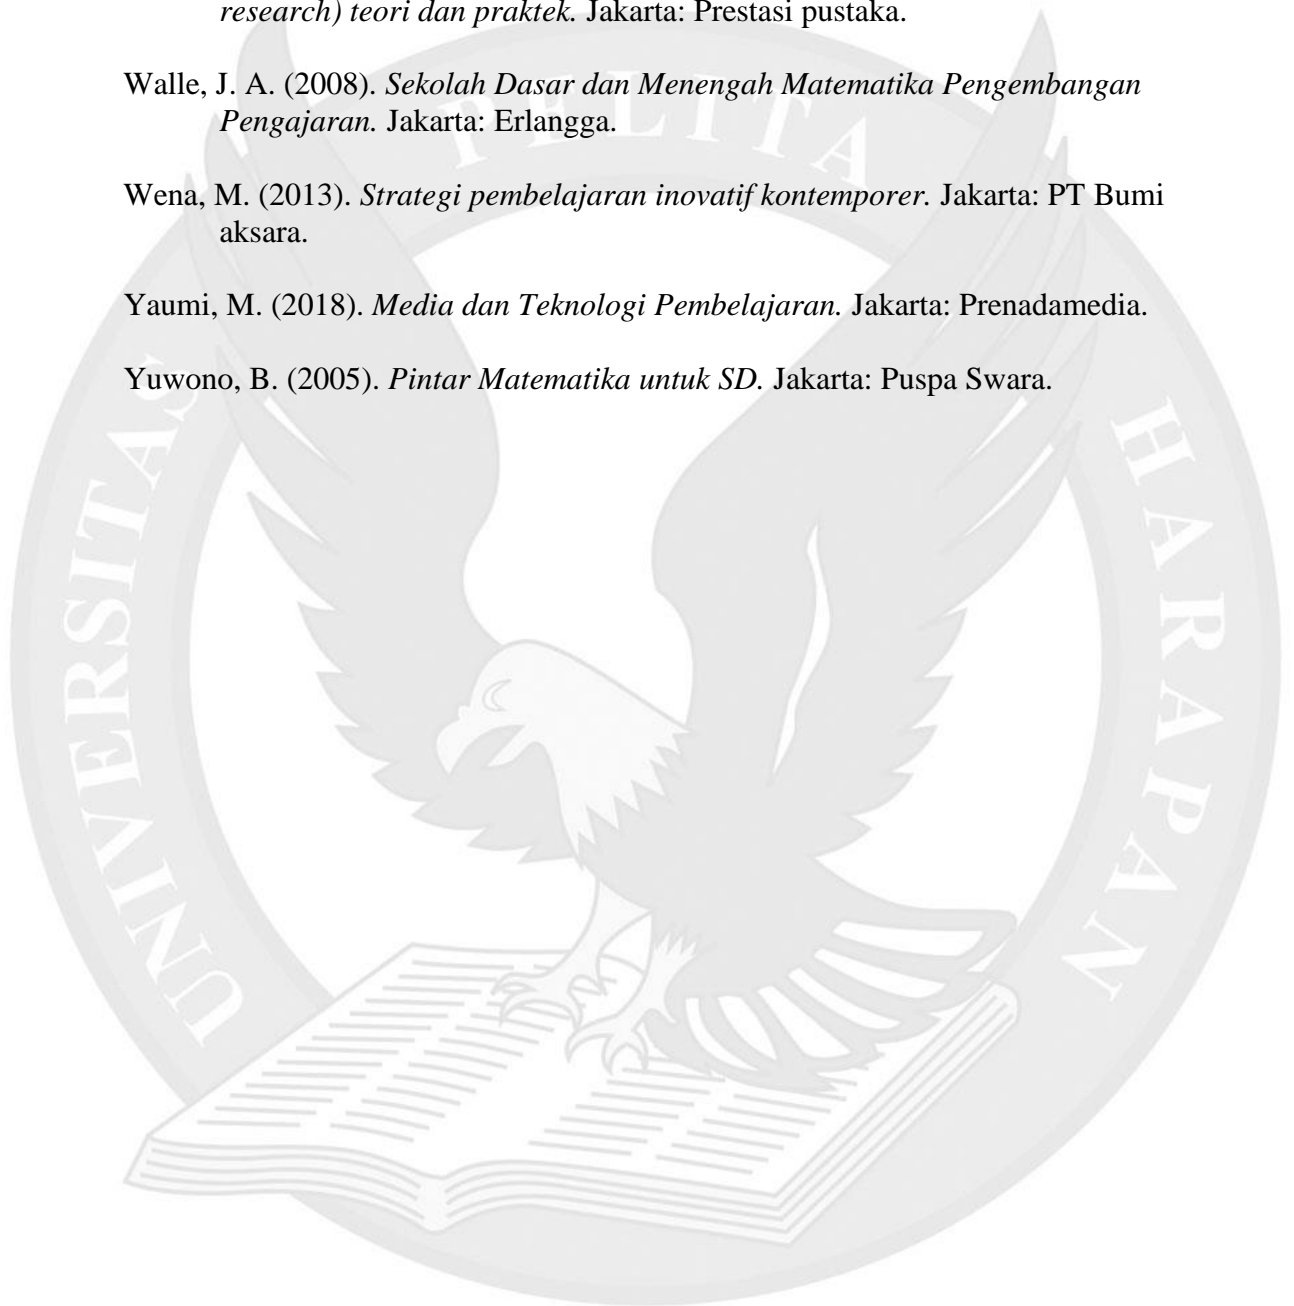 research) teori dan praktek. Jakarta: Prestasi pustaka.
Walle, J. A. (2008). Sekolah Dasar dan Menengah Matematika Pengembangan
Pengajaran. Jakarta: Erlangga.
Wena, M. (2013). Strategi pembelajaran inovatif kontemporer. Jakarta: PT Bumi
aksara.
Yaumi, M. (2018). Media dan Teknologi Pembelajaran. Jakarta: Prenadamedia.
Yuwono, B. (2005). Pintar Matematika untuk SD. Jakarta: Puspa Swara.
UNIVERSITAS PELITA HARAPAN